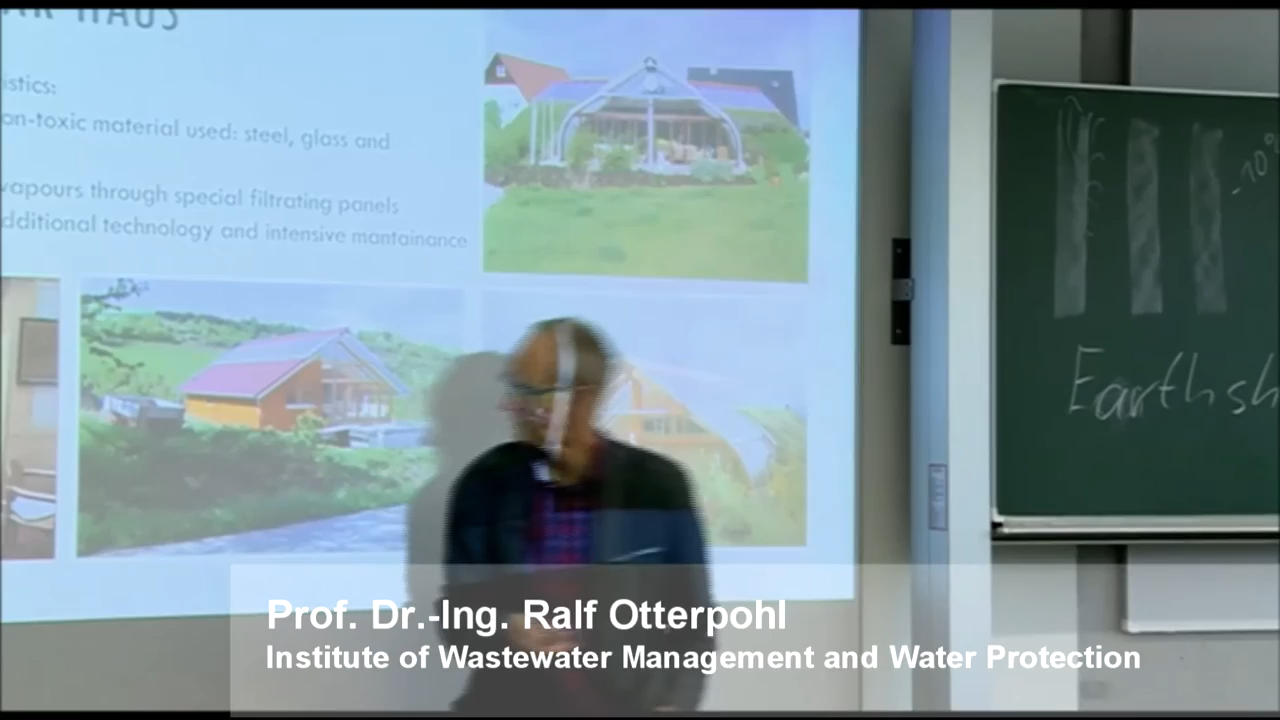 HAUS
on-toxic material used: steel, glass and
vapours through special filtrating panels
dditional technology and intensive mantainance
-10°
Earthsh
Prof. Dr.-Ing. Ralf Otterpohl
Institute of Wastewater Management and Water Protection